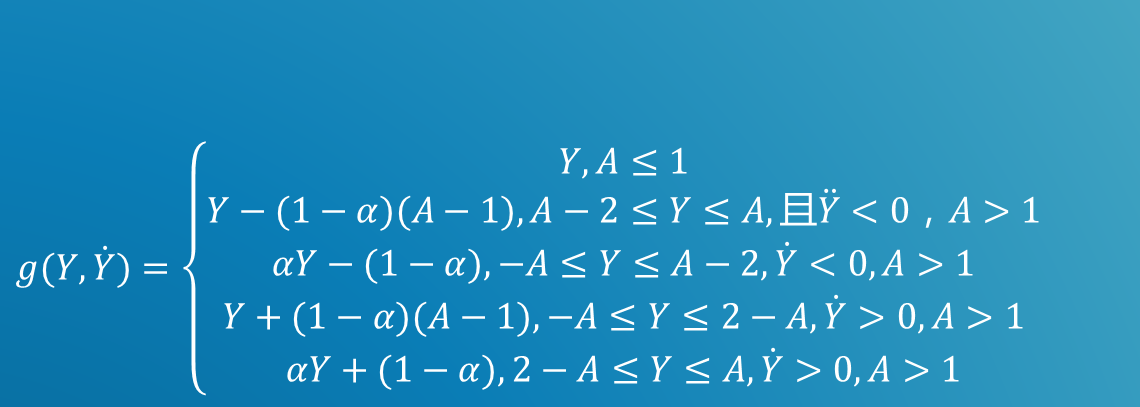 Y, A ≤ 1
Y − (1 − α)(A − 1), A − 2 ≤ Y ≤ A, 且Ÿ < 0 , A > 1
g(Y, Ẏ) = { αY − (1 − α), −A ≤ Y ≤ A − 2, Ẏ < 0, A > 1
Y + (1 − α)(A − 1), −A ≤ Y ≤ 2 − A, Ẏ > 0, A > 1
αY + (1 − α), 2 − A ≤ Y ≤ A, Ẏ > 0, A > 1